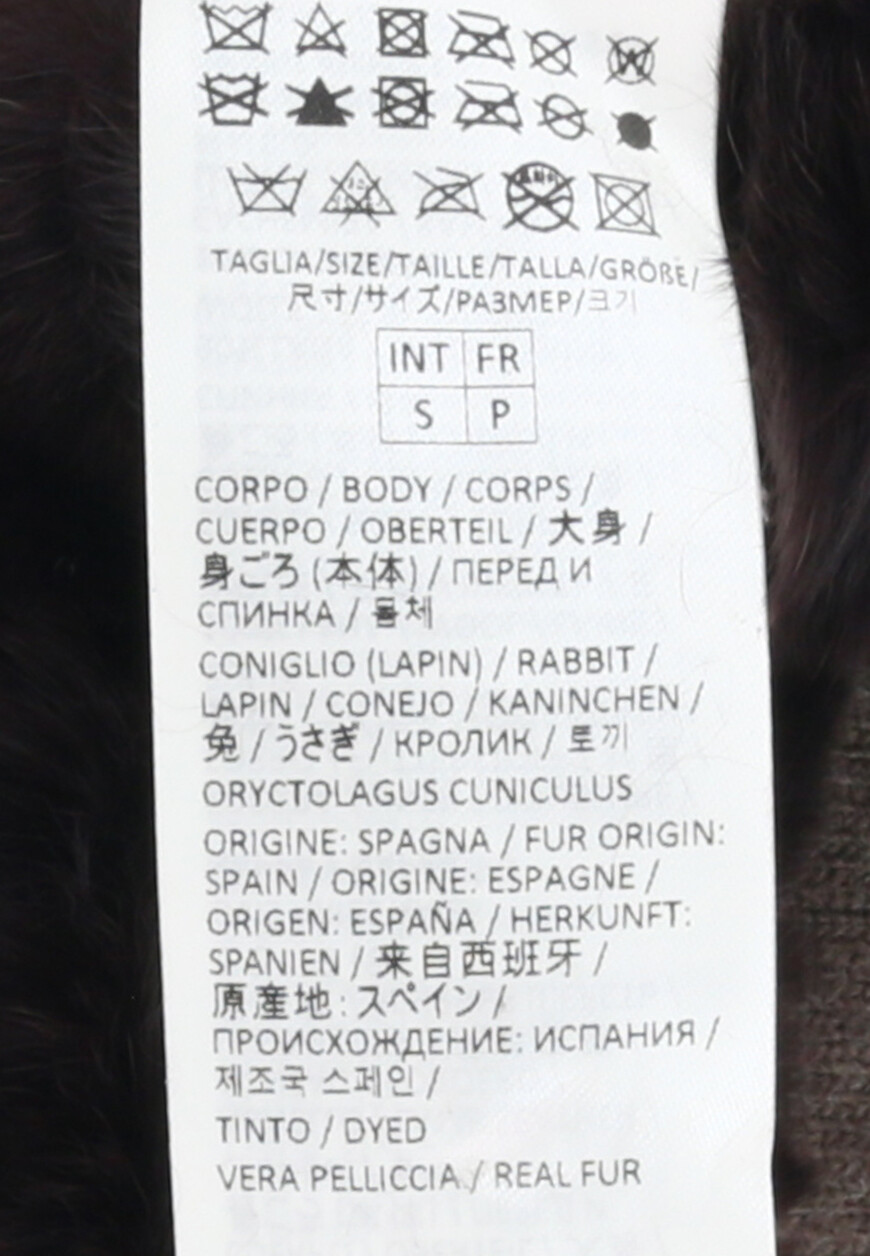 TAGLIA/SIZE/TAILLE/TALLA/GRÖßE/
尺寸/サイズ/РАЗМЕР/크기
INT FR
S P
CORPO / BODY / CORPS /
CUERPO / OBERTEIL / 大身 /
身ごろ (本体) / ПЕРЕД И
СПИНКА / 몸체
CONIGLIO (LAPIN) / RABBIT /
LAPIN / CONEJO / KANINCHEN /
兔 / うさぎ / КРОЛИК / 토끼
ORYCTOLAGUS CUNICULUS
ORIGINE: SPAGNA / FUR ORIGIN:
SPAIN / ORIGINE: ESPAGNE /
ORIGEN: ESPAÑA / HERKUNFT:
SPANIEN / 来自西班牙 /
原産地: スペイン /
ПРОИСХОЖДЕНИЕ: ИСПАНИЯ /
제조국 스페인 /
TINTO / DYED
VERA PELLICCIA / REAL FUR